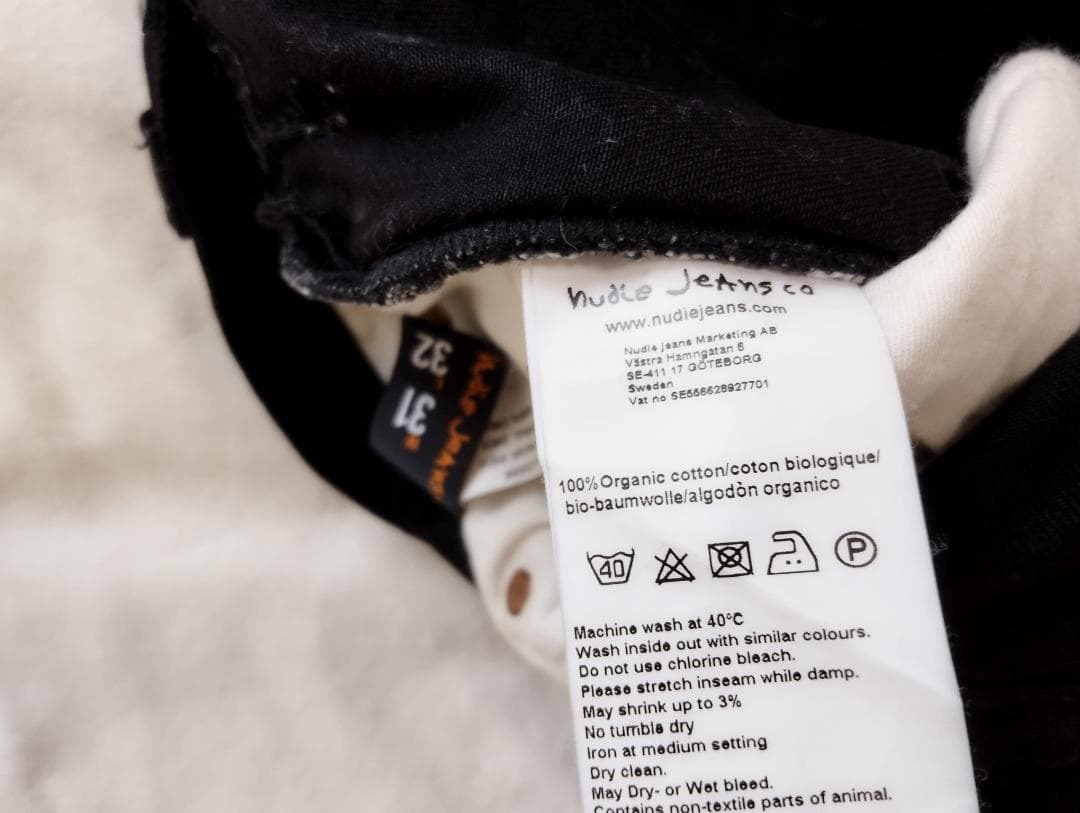 nudie Jeans co
www.nudiejeans.com
Nudie Jeans Marketing AB
Västra Hamngatan 6
SE-411 17 GÖTEBORG
Sweden
Vat no SE556628927701
100%Organic cotton/coton biologique/
bio-baumwolle/algodòn organico
40
P
Machine wash at 40°C
Wash inside out with similar colours.
Do not use chlorine bleach.
Please stretch inseam while damp.
May shrink up to 3%
No tumble dry
Iron at medium setting
Dry clean.
May Dry- or Wet bleed.
Contains non-textile parts of animal.
32
31
Nudie Jeans